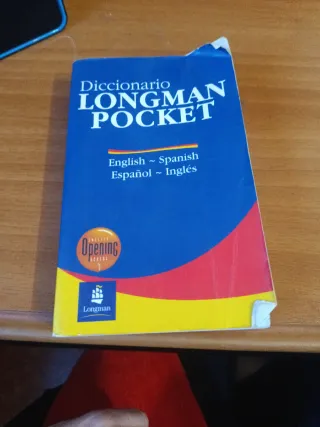 Diccionario
LONGMAN
POCKET
English ~ Spanish
Español ~ Inglés
Opening
Longman